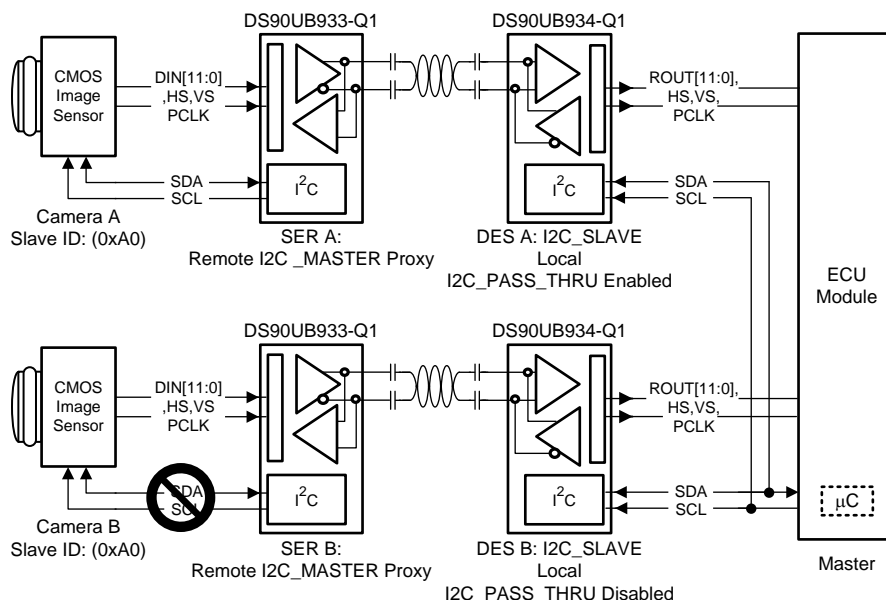 DS90UB933-Q1
DS90UB934-Q1
CMOS
Image
Sensor
DIN[11:0]
,HS,VS
PCLK
ROUT[11:0],
HS,VS,
PCLK
SDA
SCL
I2C
I2C
SDA
SCL
Camera A
Slave ID: (0xA0)
SER A:
Remote I2C _MASTER Proxy
DES A: I2C_SLAVE
Local
I2C_PASS_THRU Enabled
ECU
Module
DS90UB933-Q1
DS90UB934-Q1
CMOS
Image
Sensor
DIN[11:0]
,HS,VS
PCLK
ROUT[11:0],
HS,VS,
PCLK
SDA
SCL
I2C
I2C
SDA
SCL
µC
Camera B
Slave ID: (0xA0)
SER B:
Remote I2C_MASTER Proxy
DES B: I2C_SLAVE
Local
I2C_PASS_THRU Disabled
Master